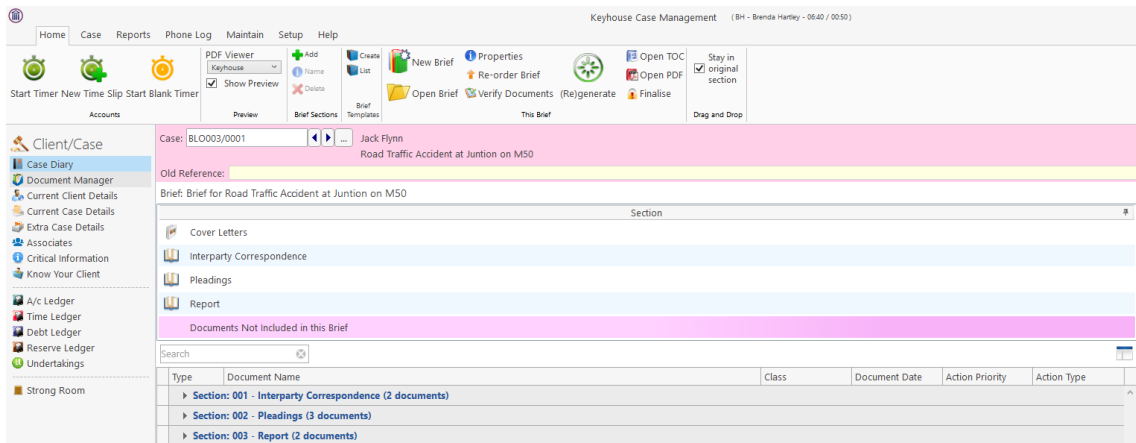 Keyhouse Case Management (BH - Brenda Hartley - 06:40 / 00:50)
Home Case Reports Phone Log Maintain Setup Help
Start Timer New Time Slip Start Blank Timer
Accounts
PDF Viewer
Keyhouse
Show Preview
Preview
Add
Name
Delete
Brief Sections
Create
List
Brief
Templates
New Brief
Open Brief
Properties
Re-order Brief
Verify Documents
(Re)generate
Open TOC
Open PDF
Finalise
This Brief
Stay in
original
section
Drag and Drop
Client/Case
Case Diary
Document Manager
Current Client Details
Current Case Details
Extra Case Details
Associates
Critical Information
Know Your Client
A/c Ledger
Time Ledger
Debt Ledger
Reserve Ledger
Undertakings
Strong Room
Case: BLO003/0001 ... Jack Flynn
Road Traffic Accident at Juntion on M50
Old Reference:
Brief: Brief for Road Traffic Accident at Juntion on M50
Section
Cover Letters
Interparty Correspondence
Pleadings
Report
Documents Not Included in this Brief
Search
Type Document Name Class Document Date Action Priority Action Type
Section: 001 - Interparty Correspondence (2 documents)
Section: 002 - Pleadings (3 documents)
Section: 003 - Report (2 documents)